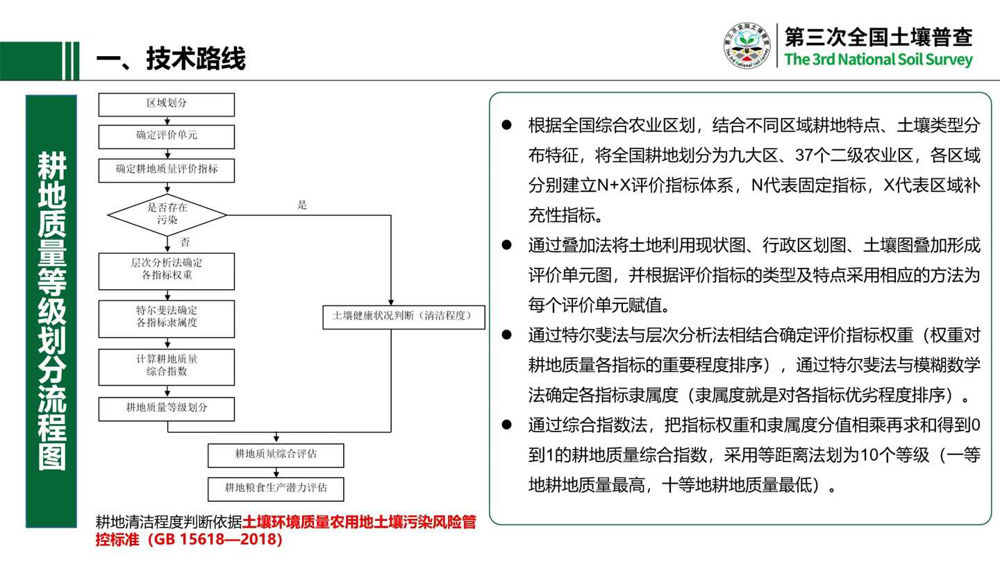 一、技术路线
第三次全国土壤普查
The 3rd National Soil Survey
第三次全国土壤普查
The 3rd National Soil Survey
耕地质量等级划分流程图
区域划分
确定评价单元
确定耕地质量评价指标
是否存在
污染
是
否
层次分析法确定
各指标权重
特尔斐法确定
各指标隶属度
土壤健康状况判断（清洁程度）
计算耕地质量
综合指数
耕地质量等级划分
耕地质量综合评估
耕地粮食生产潜力评估
耕地清洁程度判断依据土壤环境质量农用地土壤污染风险管
控标准（GB 15618—2018）
● 根据全国综合农业区划，结合不同区域耕地特点、土壤类型分
布特征，将全国耕地划分为九大区、37个二级农业区，各区域
分别建立N+X评价指标体系，N代表固定指标，X代表区域补
充性指标。
● 通过叠加法将土地利用现状图、行政区划图、土壤图叠加形成
评价单元图，并根据评价指标的类型及特点采用相应的方法为
每个评价单元赋值。
● 通过特尔斐法与层次分析法相结合确定评价指标权重（权重对
耕地质量各指标的重要程度排序），通过特尔斐法与模糊数学
法确定各指标隶属度（隶属度就是对各指标优劣程度排序）。
● 通过综合指数法，把指标权重和隶属度分值相乘再求和得到0
到1的耕地质量综合指数，采用等距离法划为10个等级（一等
地耕地质量最高，十等地耕地质量最低）。